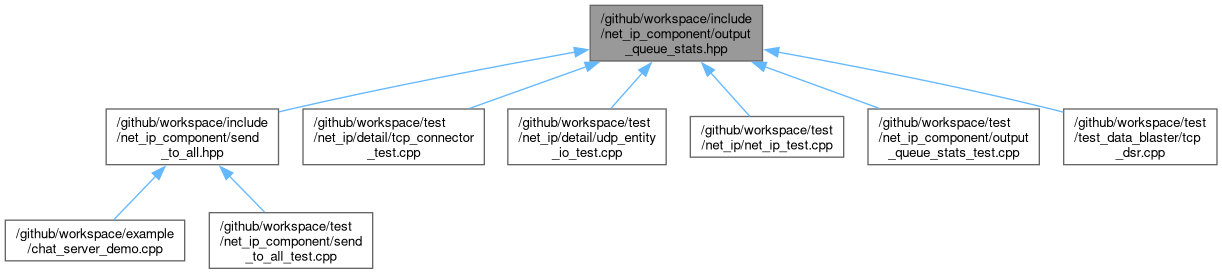 /github/workspace/include
/net_ip_component/output
_queue_stats.hpp
/github/workspace/include
/net_ip_component/send
_to_all.hpp
/github/workspace/test
/net_ip/detail/tcp_connector
_test.cpp
/github/workspace/test
/net_ip/detail/udp_entity
_io_test.cpp
/github/workspace/test
/net_ip/net_ip_test.cpp
/github/workspace/test
/net_ip_component/output
_queue_stats_test.cpp
/github/workspace/test
/test_data_blaster/tcp
_dsr.cpp
/github/workspace/example
/chat_server_demo.cpp
/github/workspace/test
/net_ip_component/send
_to_all_test.cpp